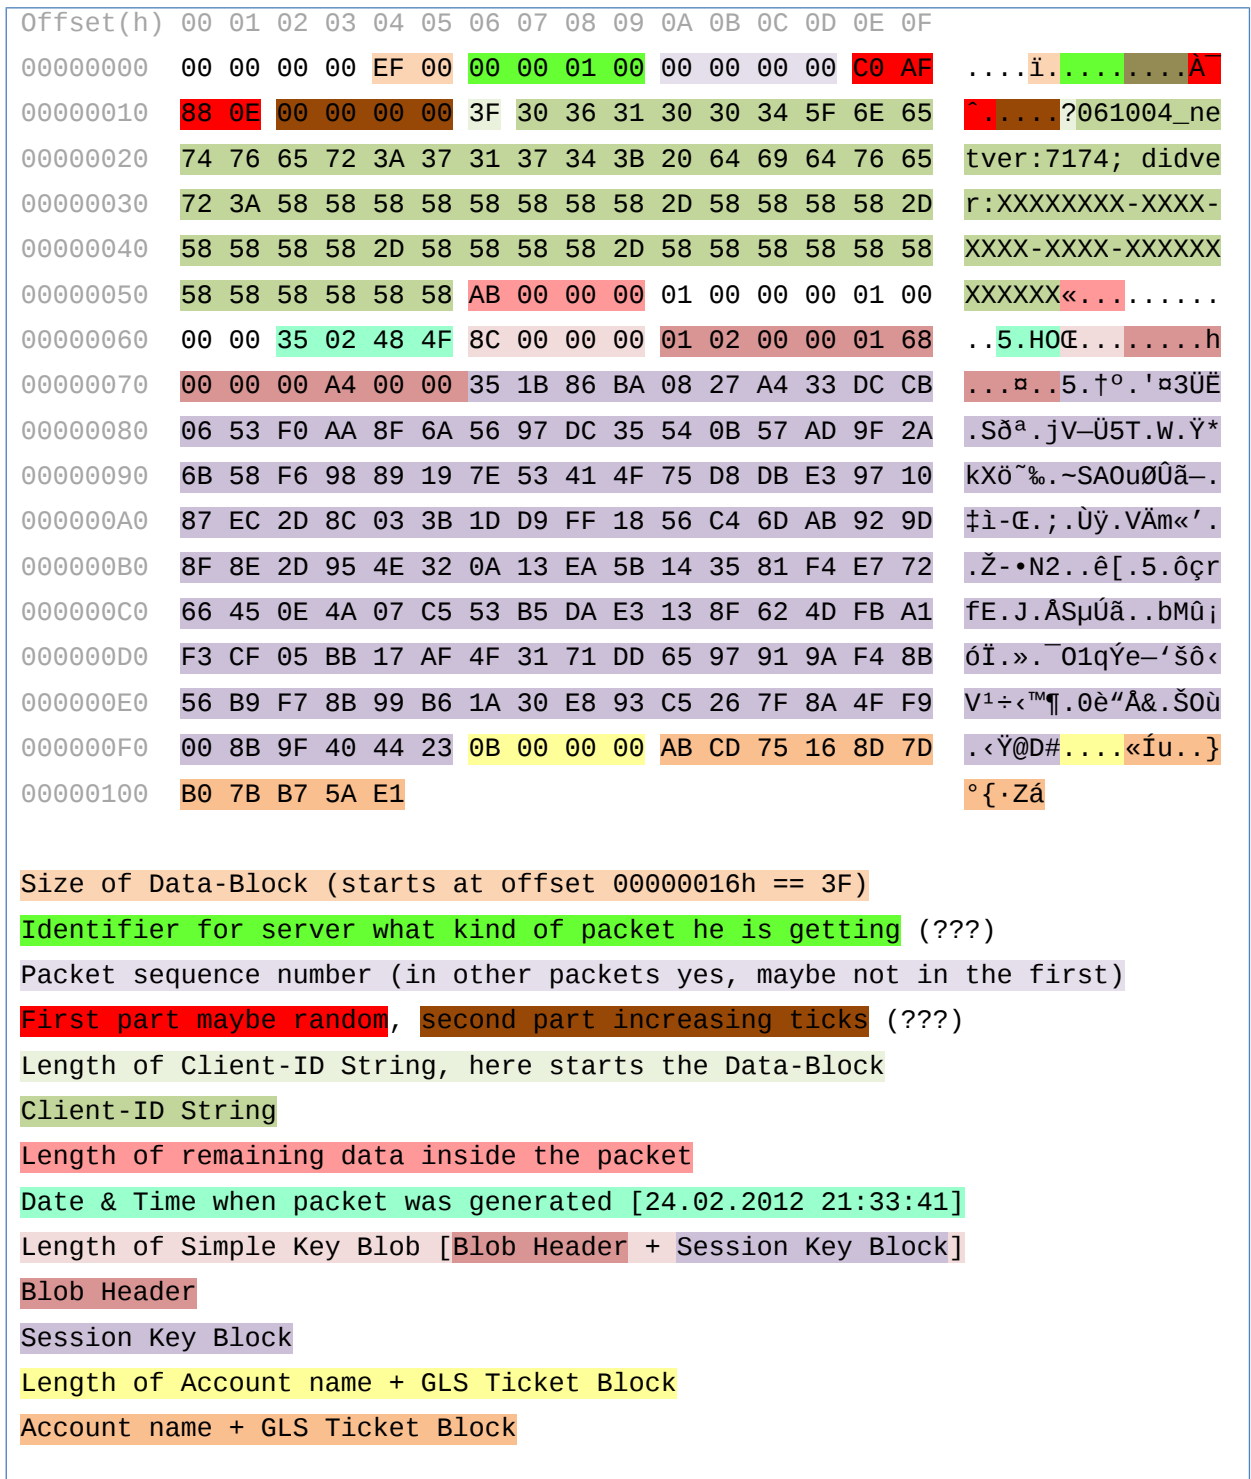 Offset(h) 00 01 02 03 04 05 06 07 08 09 0A 0B 0C 0D 0E 0F
00000000 00 00 00 00 EF 00 00 00 01 00 00 00 00 00 C0 AF ....ï.........À¯
00000010 88 0E 00 00 00 00 3F 30 36 31 30 30 34 5F 6E 65 ˆ.....?061004_ne
00000020 74 76 65 72 3A 37 31 37 34 3B 20 64 69 64 76 65 tver:7174; didve
00000030 72 3A 58 58 58 58 58 58 58 58 2D 58 58 58 58 2D r:XXXXXXXX-XXXX-
00000040 58 58 58 58 2D 58 58 58 58 2D 58 58 58 58 58 58 XXXX-XXXX-XXXXXX
00000050 58 58 58 58 58 58 AB 00 00 00 01 00 00 00 01 00 XXXXXX«.........
00000060 00 00 35 02 48 4F 8C 00 00 00 01 02 00 00 01 68 ..5.HOŒ........h
00000070 00 00 00 A4 00 00 35 1B 86 BA 08 27 A4 33 DC CB ...¤..5.†º.'¤3ÜË
00000080 06 53 F0 AA 8F 6A 56 97 DC 35 54 0B 57 AD 9F 2A .Sðª.jV—Ü5T.W.Ÿ*
00000090 6B 58 F6 98 89 19 7E 53 41 4F 75 D8 DB E3 97 10 kXö˜‰.~SAOuØÛã—.
000000A0 87 EC 2D 8C 03 3B 1D D9 FF 18 56 C4 6D AB 92 9D ‡ì-Œ.;.Ùÿ.VÄm«’.
000000B0 8F 8E 2D 95 4E 32 0A 13 EA 5B 14 35 81 F4 E7 72 .Ž-•N2..ê[.5.ôçr
000000C0 66 45 0E 4A 07 C5 53 B5 DA E3 13 8F 62 4D FB A1 fE.J.ÅSµÚã..bMû¡
000000D0 F3 CF 05 BB 17 AF 4F 31 71 DD 65 97 91 9A F4 8B óÏ.».¯O1qÝe—‘šô‹
000000E0 56 B9 F7 8B 99 B6 1A 30 E8 93 C5 26 7F 8A 4F F9 V¹÷‹™¶.0è“Å&.ŠOù
000000F0 00 8B 9F 40 44 23 0B 00 00 00 AB CD 75 16 8D 7D .‹Ÿ@D#....«Íu..}
00000100 B0 7B B7 5A E1 °{·Zá
Size of Data-Block (starts at offset 00000016h == 3F)
Identifier for server what kind of packet he is getting (???)
Packet sequence number (in other packets yes, maybe not in the first)
First part maybe random, second part increasing ticks (???)
Length of Client-ID String, here starts the Data-Block
Client-ID String
Length of remaining data inside the packet
Date & Time when packet was generated [24.02.2012 21:33:41]
Length of Simple Key Blob [Blob Header + Session Key Block]
Blob Header
Session Key Block
Length of Account name + GLS Ticket Block
Account name + GLS Ticket Block